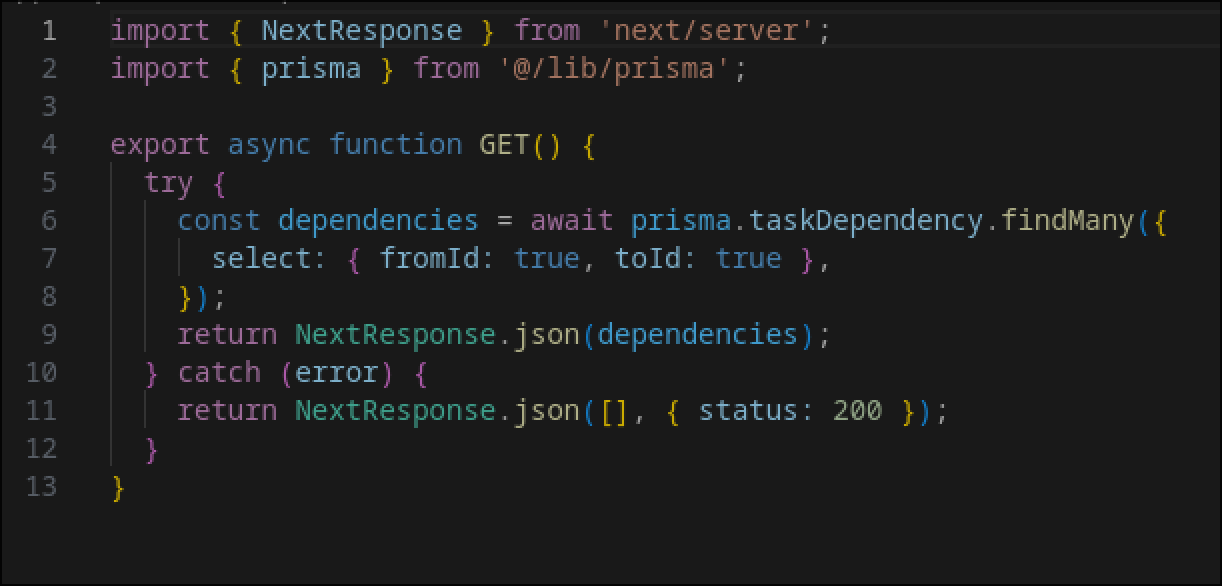 1 import { NextResponse } from 'next/server';
2 import { prisma } from '@/lib/prisma';
3
4 export async function GET() {
5   try {
6     const dependencies = await prisma.taskDependency.findMany({
7       select: { fromId: true, toId: true },
8     });
9     return NextResponse.json(dependencies);
10   } catch (error) {
11     return NextResponse.json([], { status: 200 });
12   }
13 }